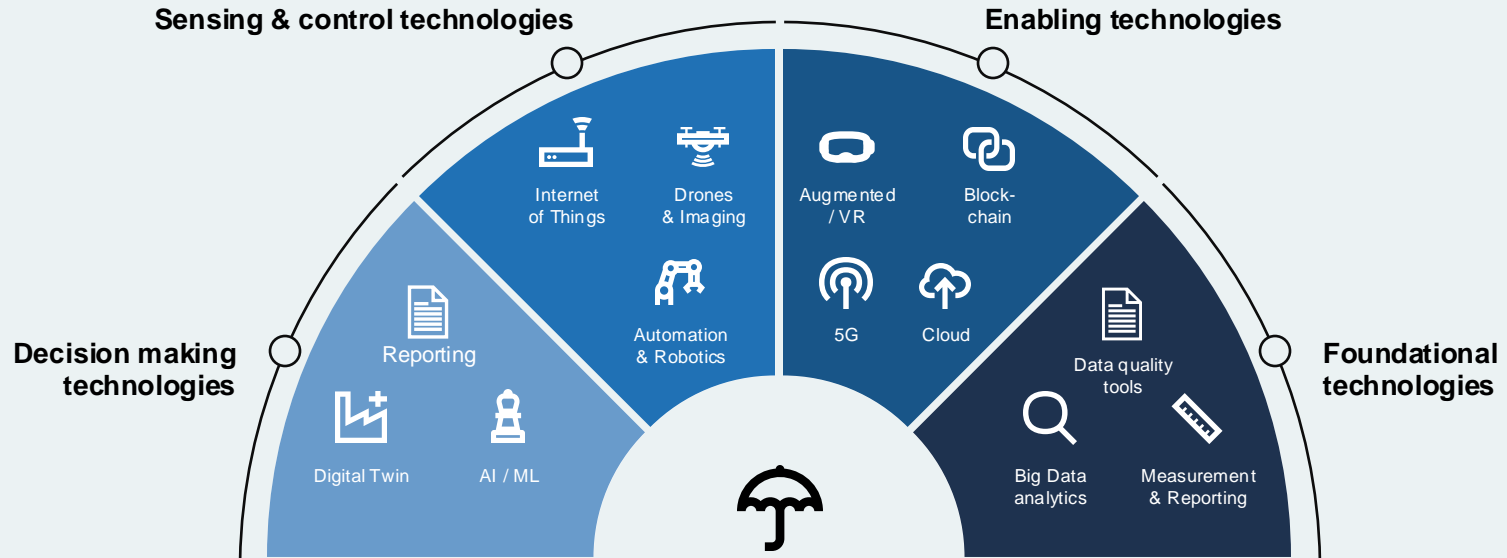 Sensing & control technologies
Enabling technologies
Internet
of Things
Drones
& Imaging
Augmented
/ VR
Block-
chain
Automation
& Robotics
5G
Cloud
Decision making
technologies
Reporting
Digital Twin
AI / ML
Foundational
technologies
Data quality
tools
Big Data
analytics
Measurement
& Reporting